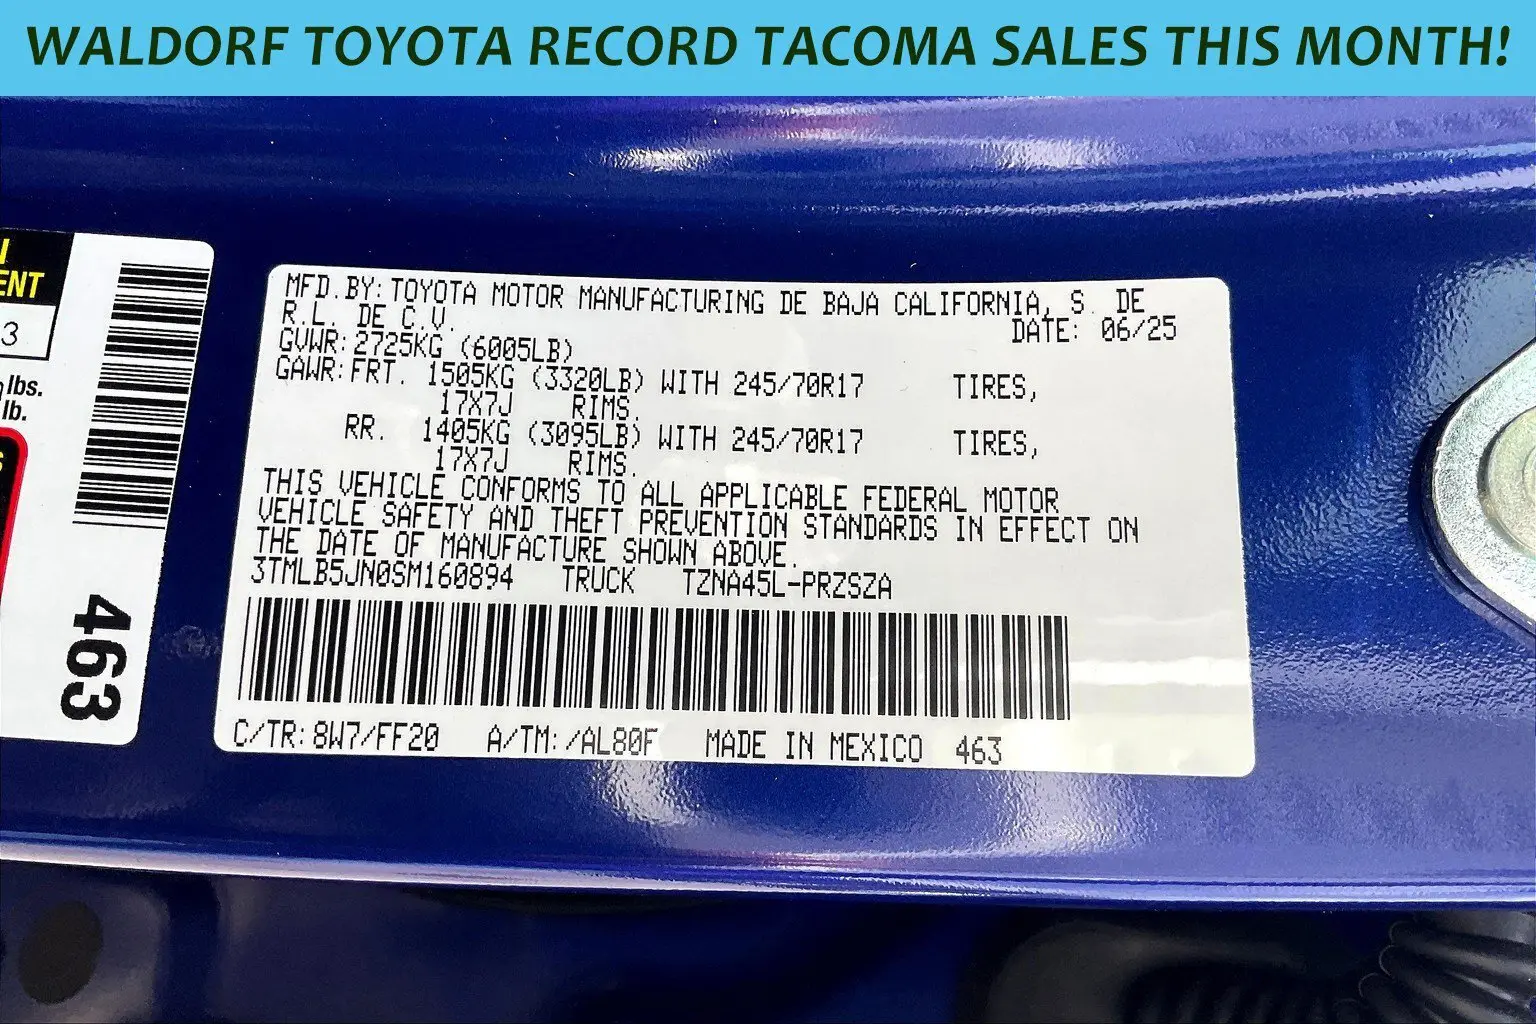 WALDORF TOYOTA RECORD TACOMA SALES THIS MONTH!
ENT
3
lbs.
lb.
463
MFD.BY:TOYOTA MOTOR MANUFACTURING DE BAJA CALIFORNIA, S. DE
R.L. DE C.V.
DATE: 06/25
GVWR:2725KG (6005LB)
GAWR:FRT. 1505KG (3320LB) WITH 245/70R17 TIRES,
17X7J RIMS.
RR. 1405KG (3095LB) WITH 245/70R17 TIRES,
17X7J RIMS.
THIS VEHICLE CONFORMS TO ALL APPLICABLE FEDERAL MOTOR
VEHICLE SAFETY AND THEFT PREVENTION STANDARDS IN EFFECT ON
THE DATE OF MANUFACTURE SHOWN ABOVE.
3TMLB5JN0SM160894 TRUCK TZNA45L-PRZSZA
C/TR:8W7/FF20 A/TM:/AL80F MADE IN MEXICO 463